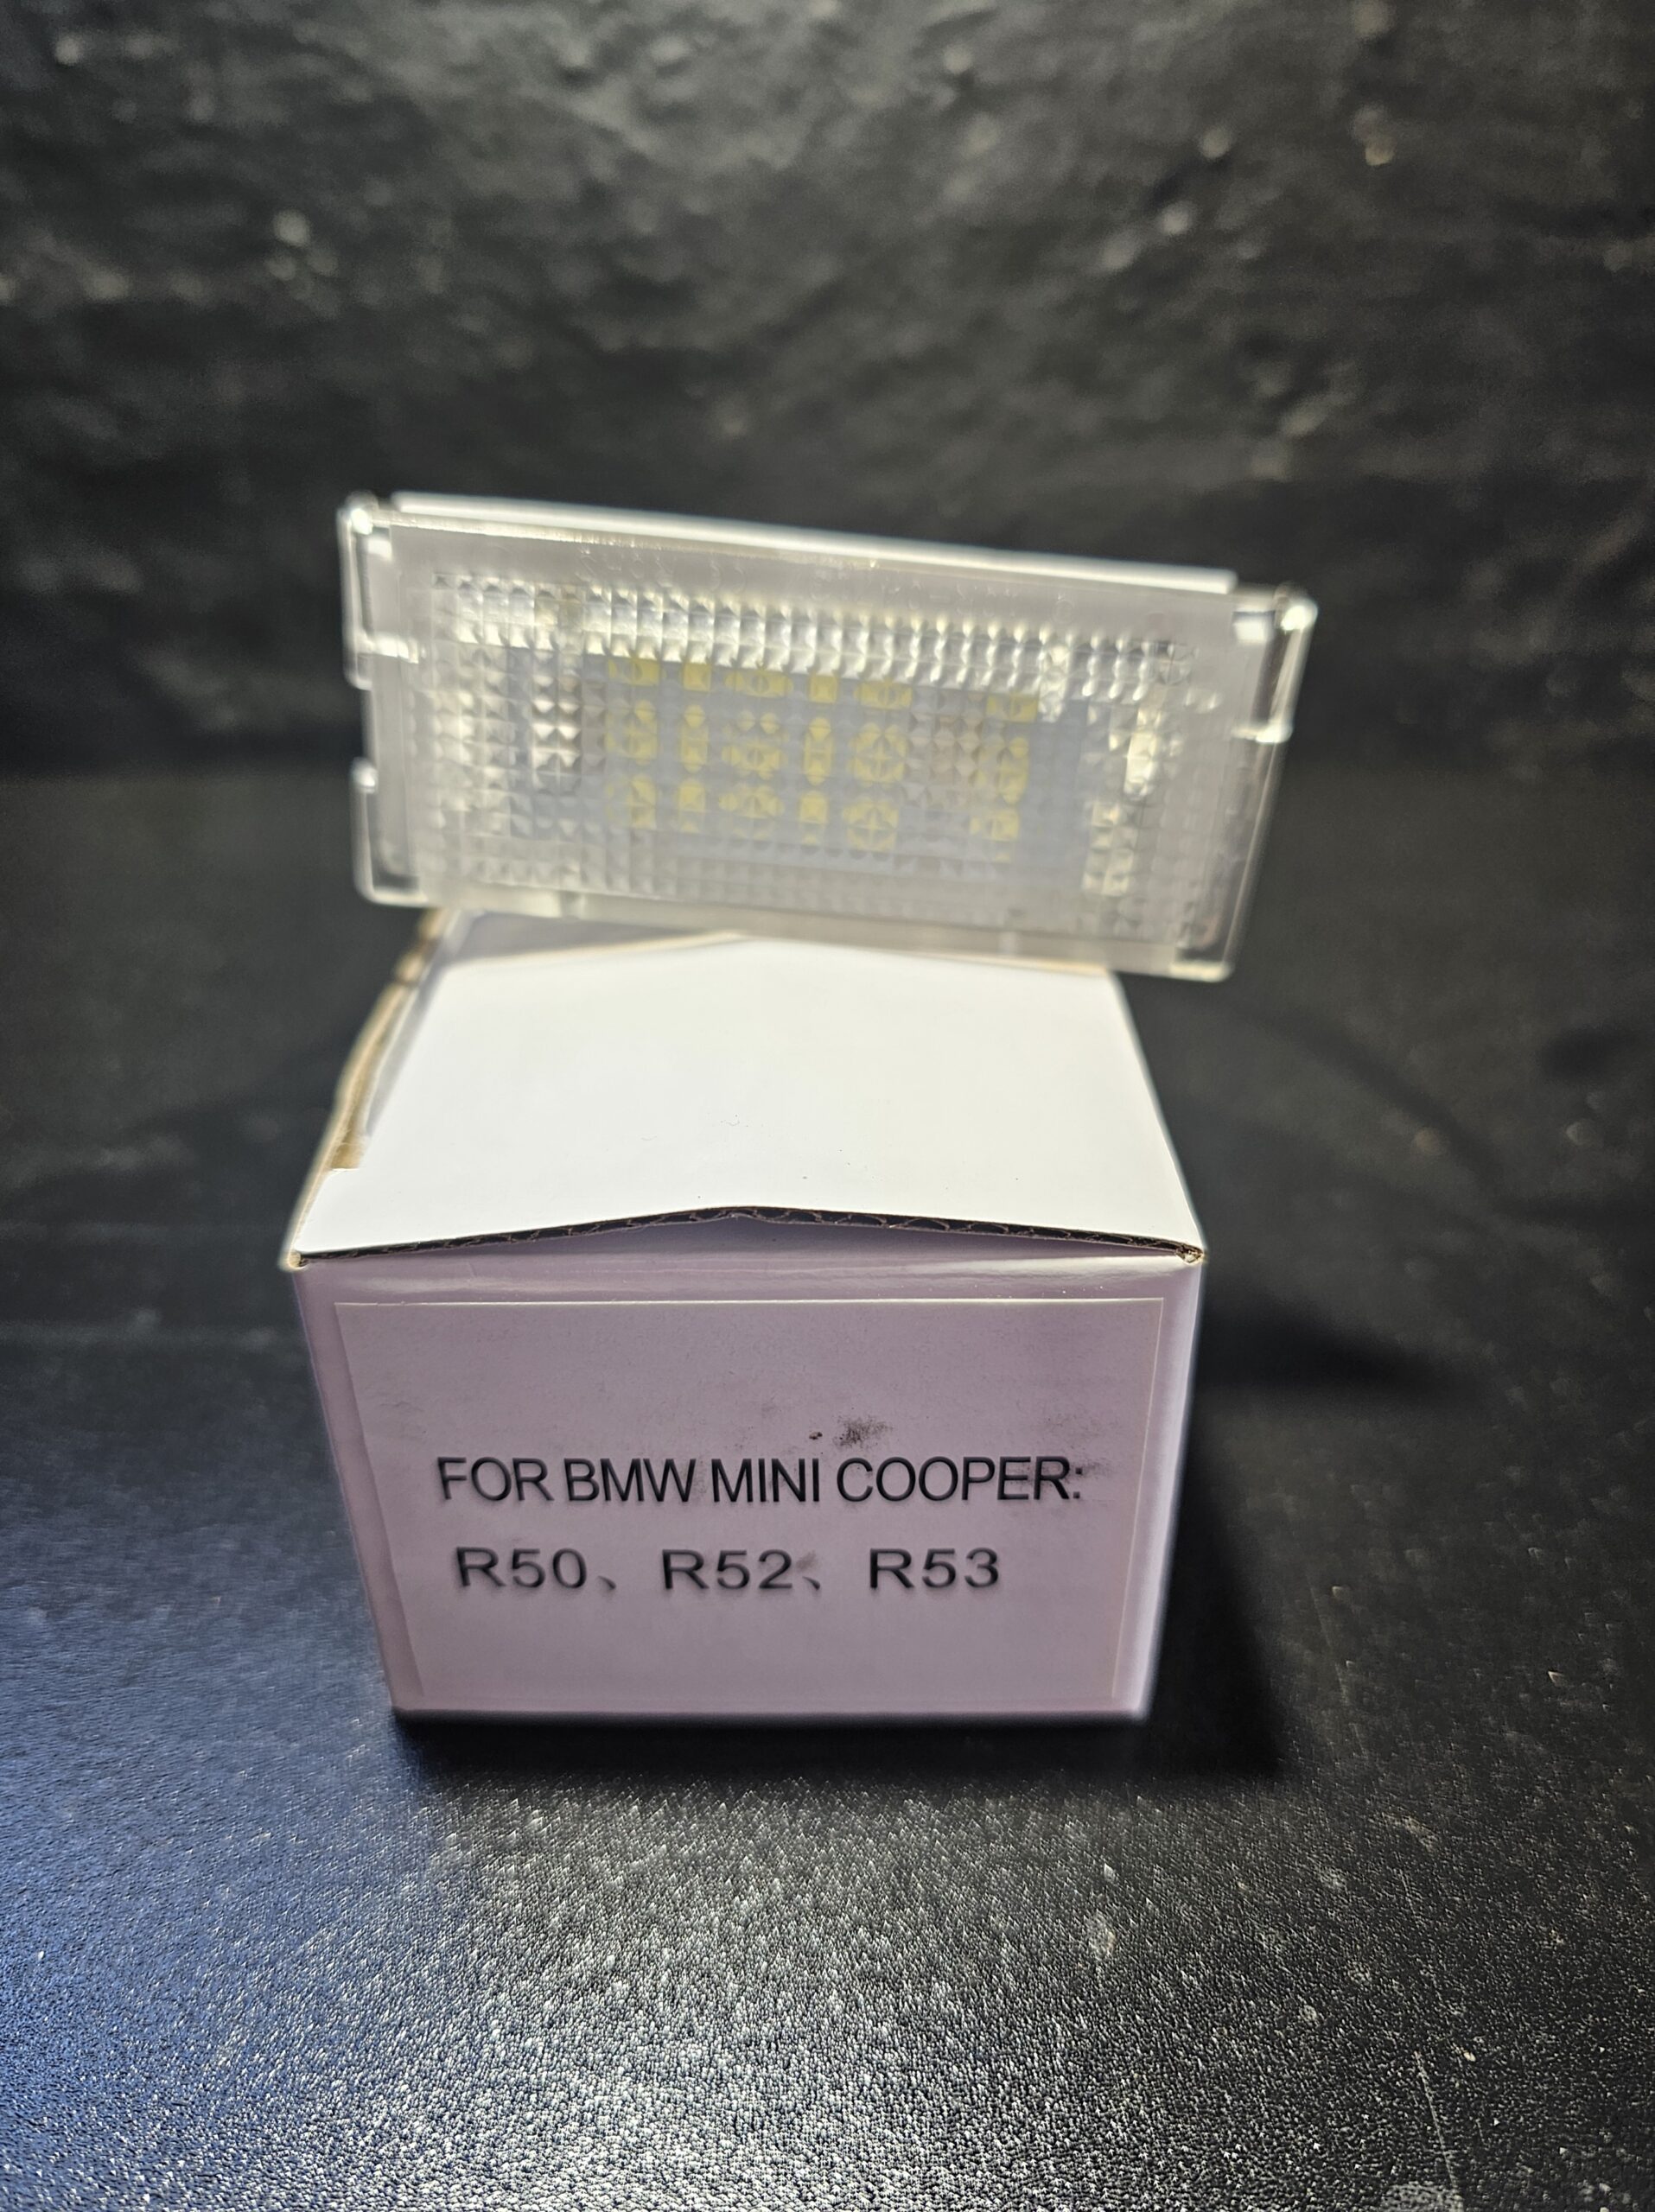 FOR BMW MINI COOPER:
R50、R52、R53